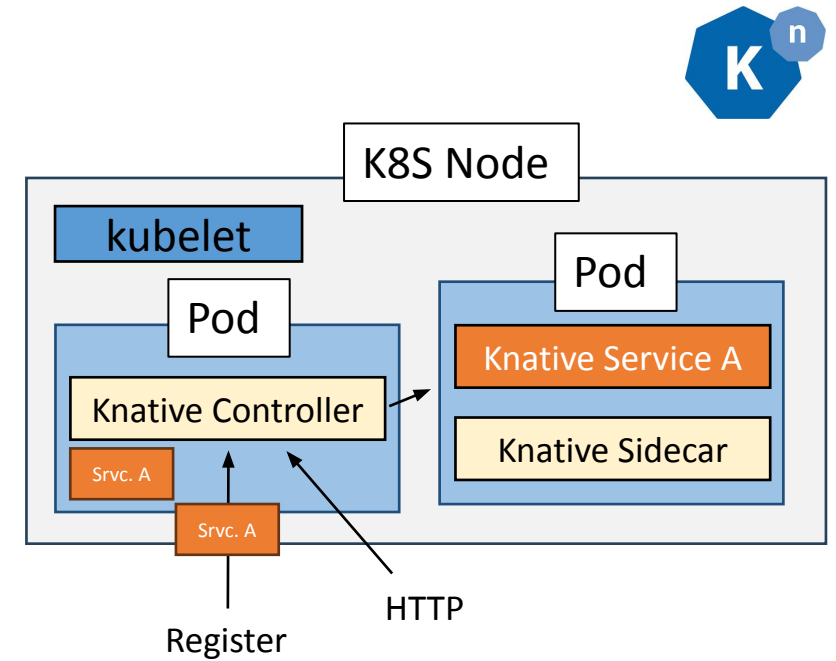 K
n
K8S Node
kubelet
Pod
Pod
Knative Service A
Knative Controller
Knative Sidecar
Srvc. A
Srvc. A
HTTP
Register